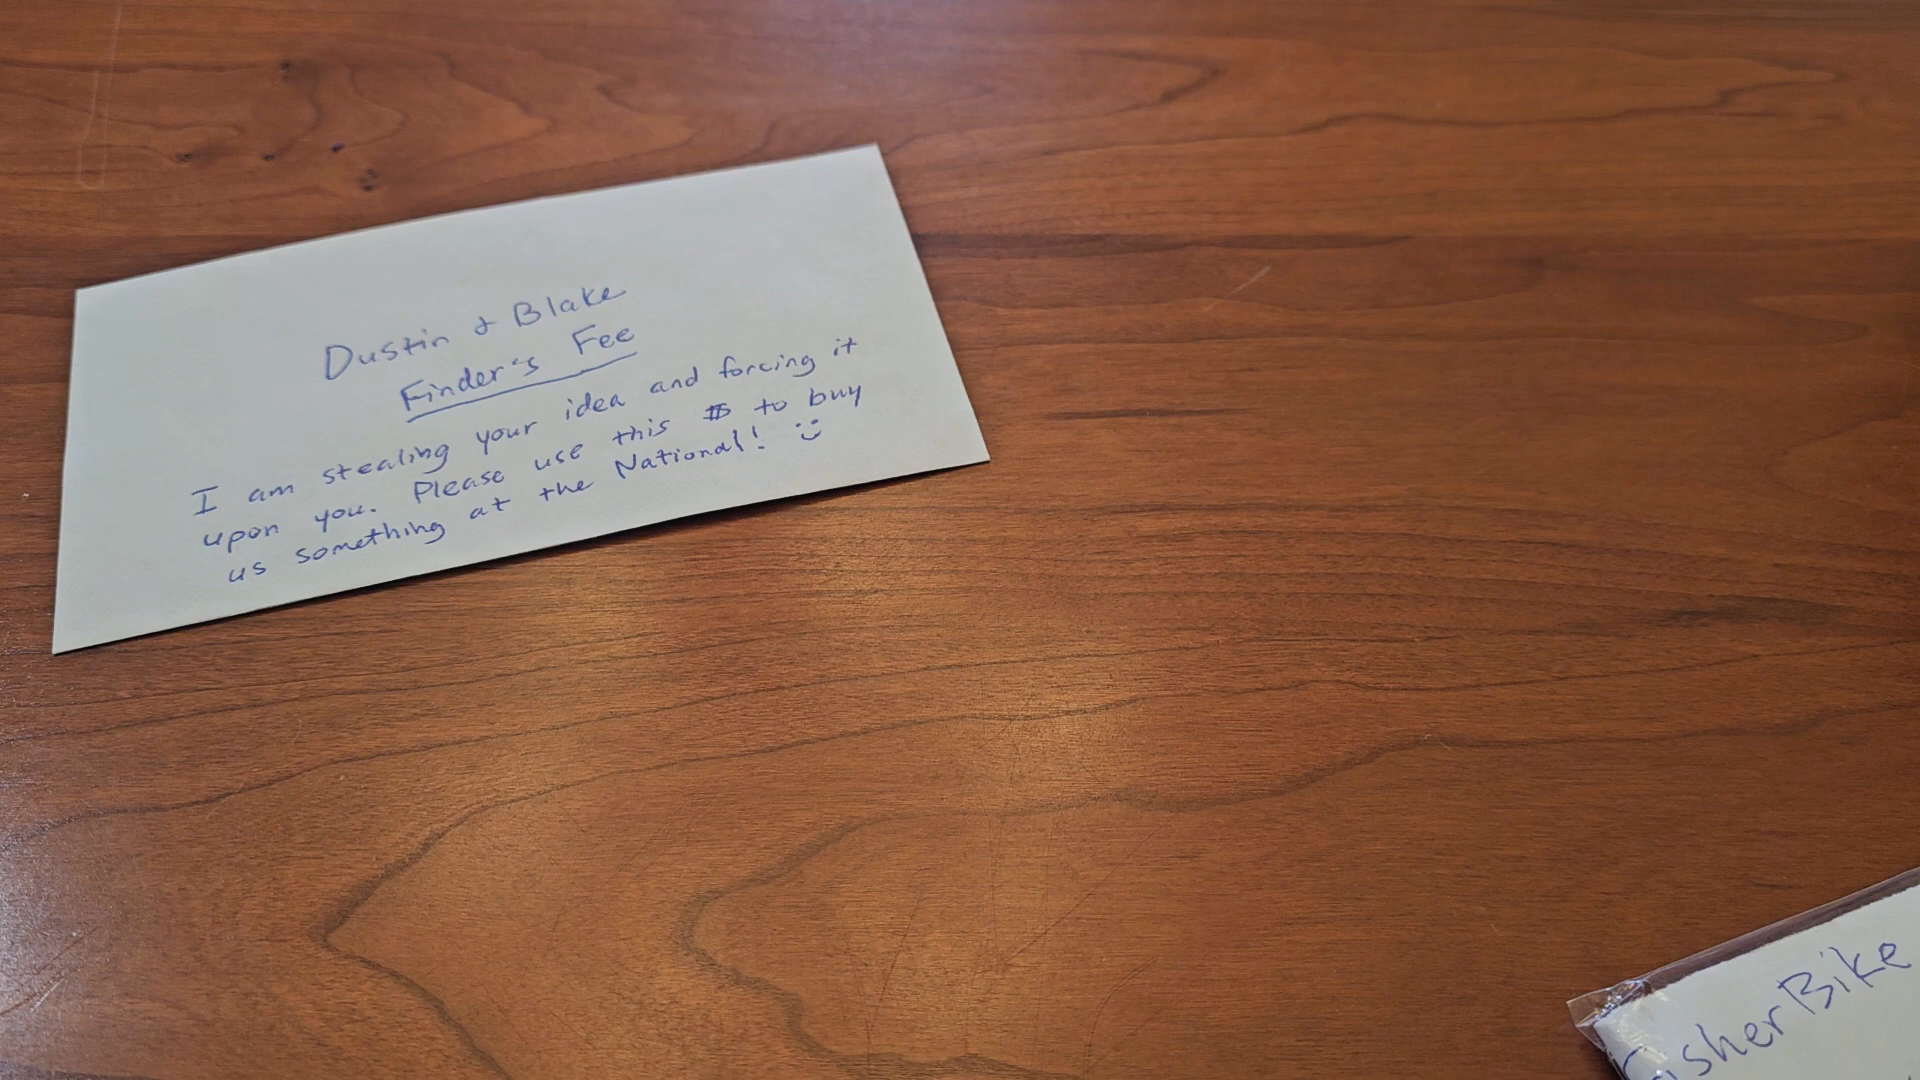 Dustin & Blake
Finder's Fee
I am stealing your idea and forcing it
upon you. Please use this $ to buy
us something at the National! :)
FisherBike